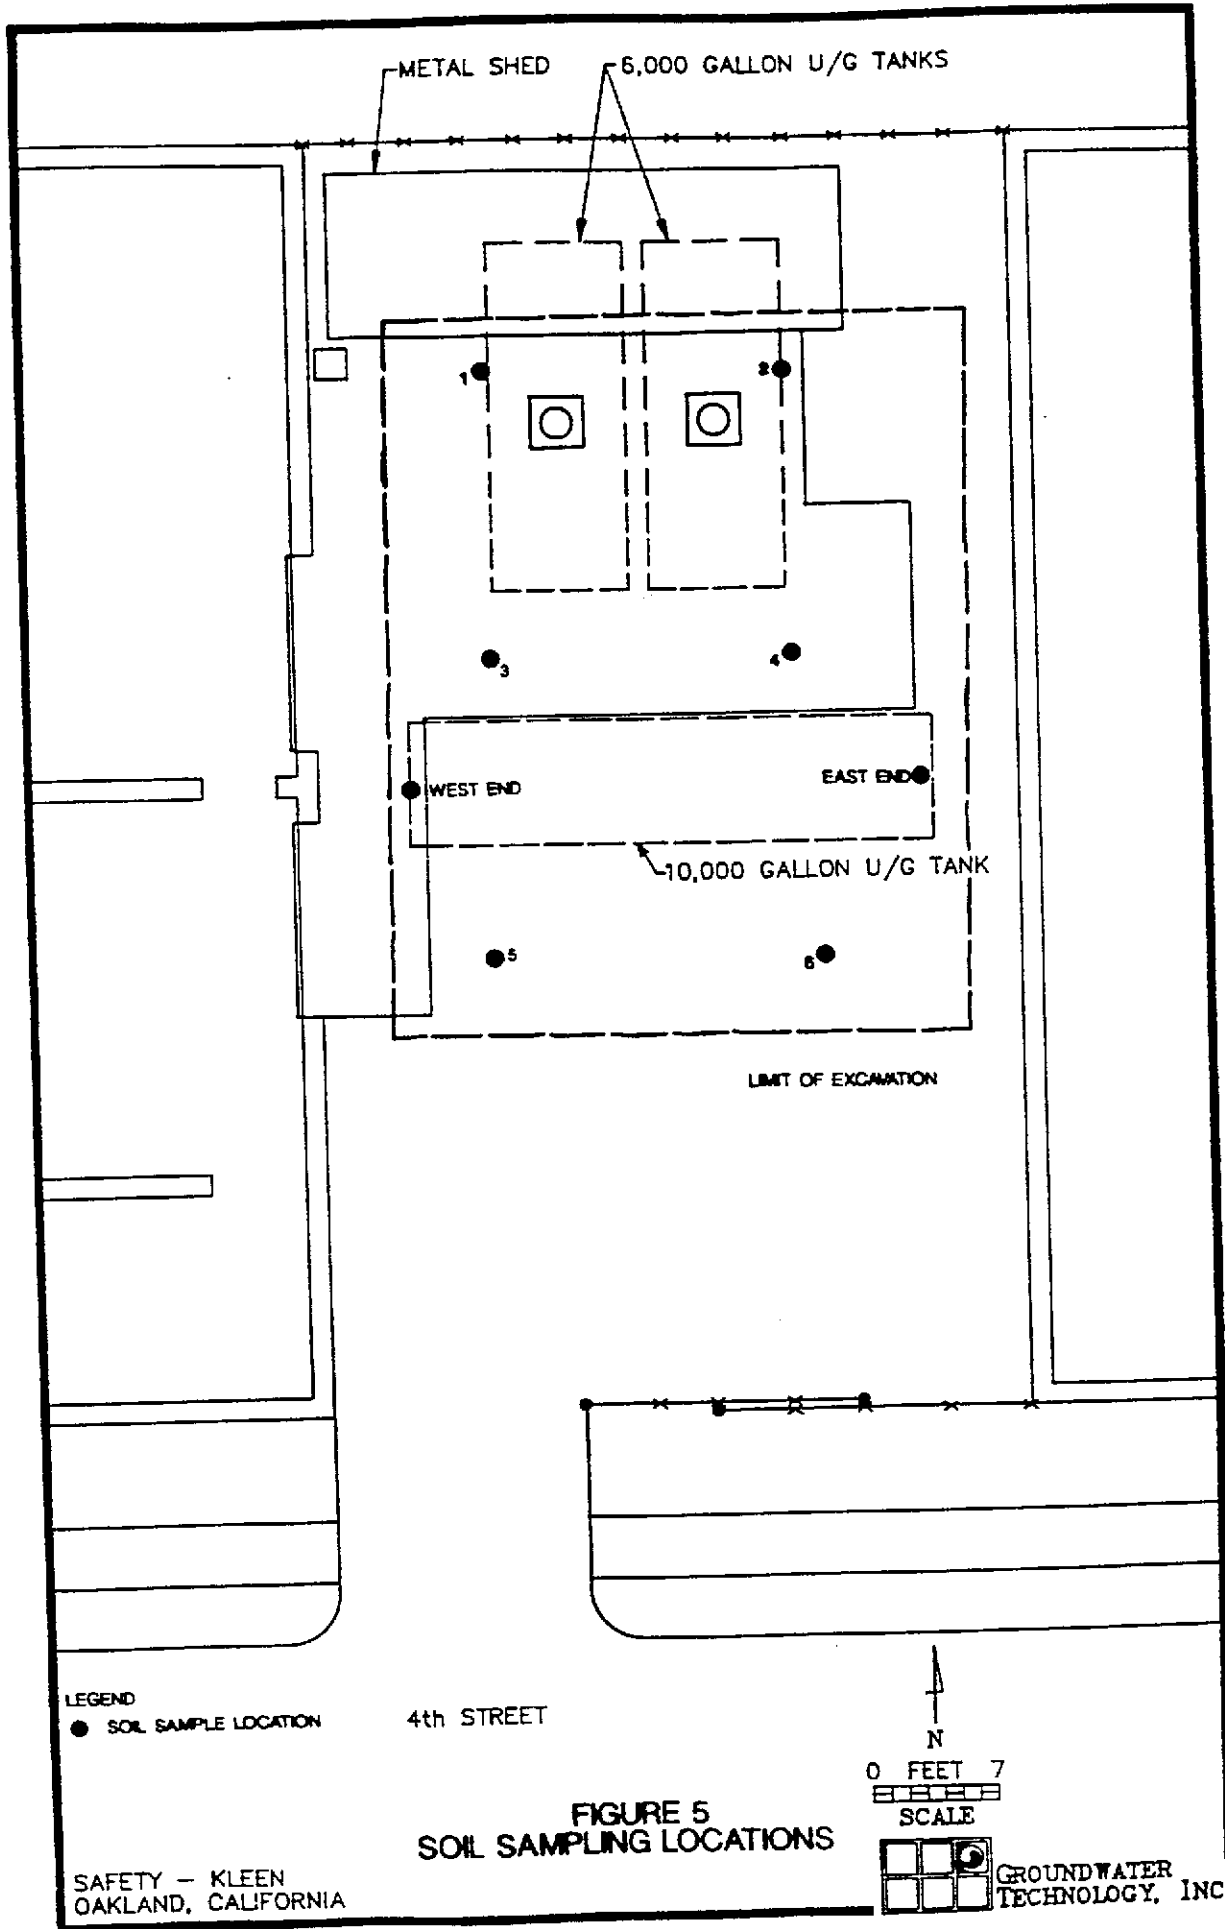 METAL SHED
6,000 GALLON U/G TANKS
1
2
3
4
WEST END
EAST END
10,000 GALLON U/G TANK
5
6
LIMIT OF EXCAVATION
LEGEND
SOIL SAMPLE LOCATION
4th STREET
N
0 FEET 7
SCALE
FIGURE 5
SOIL SAMPLING LOCATIONS
SAFETY - KLEEN
OAKLAND, CALIFORNIA
GROUNDWATER
TECHNOLOGY, INC